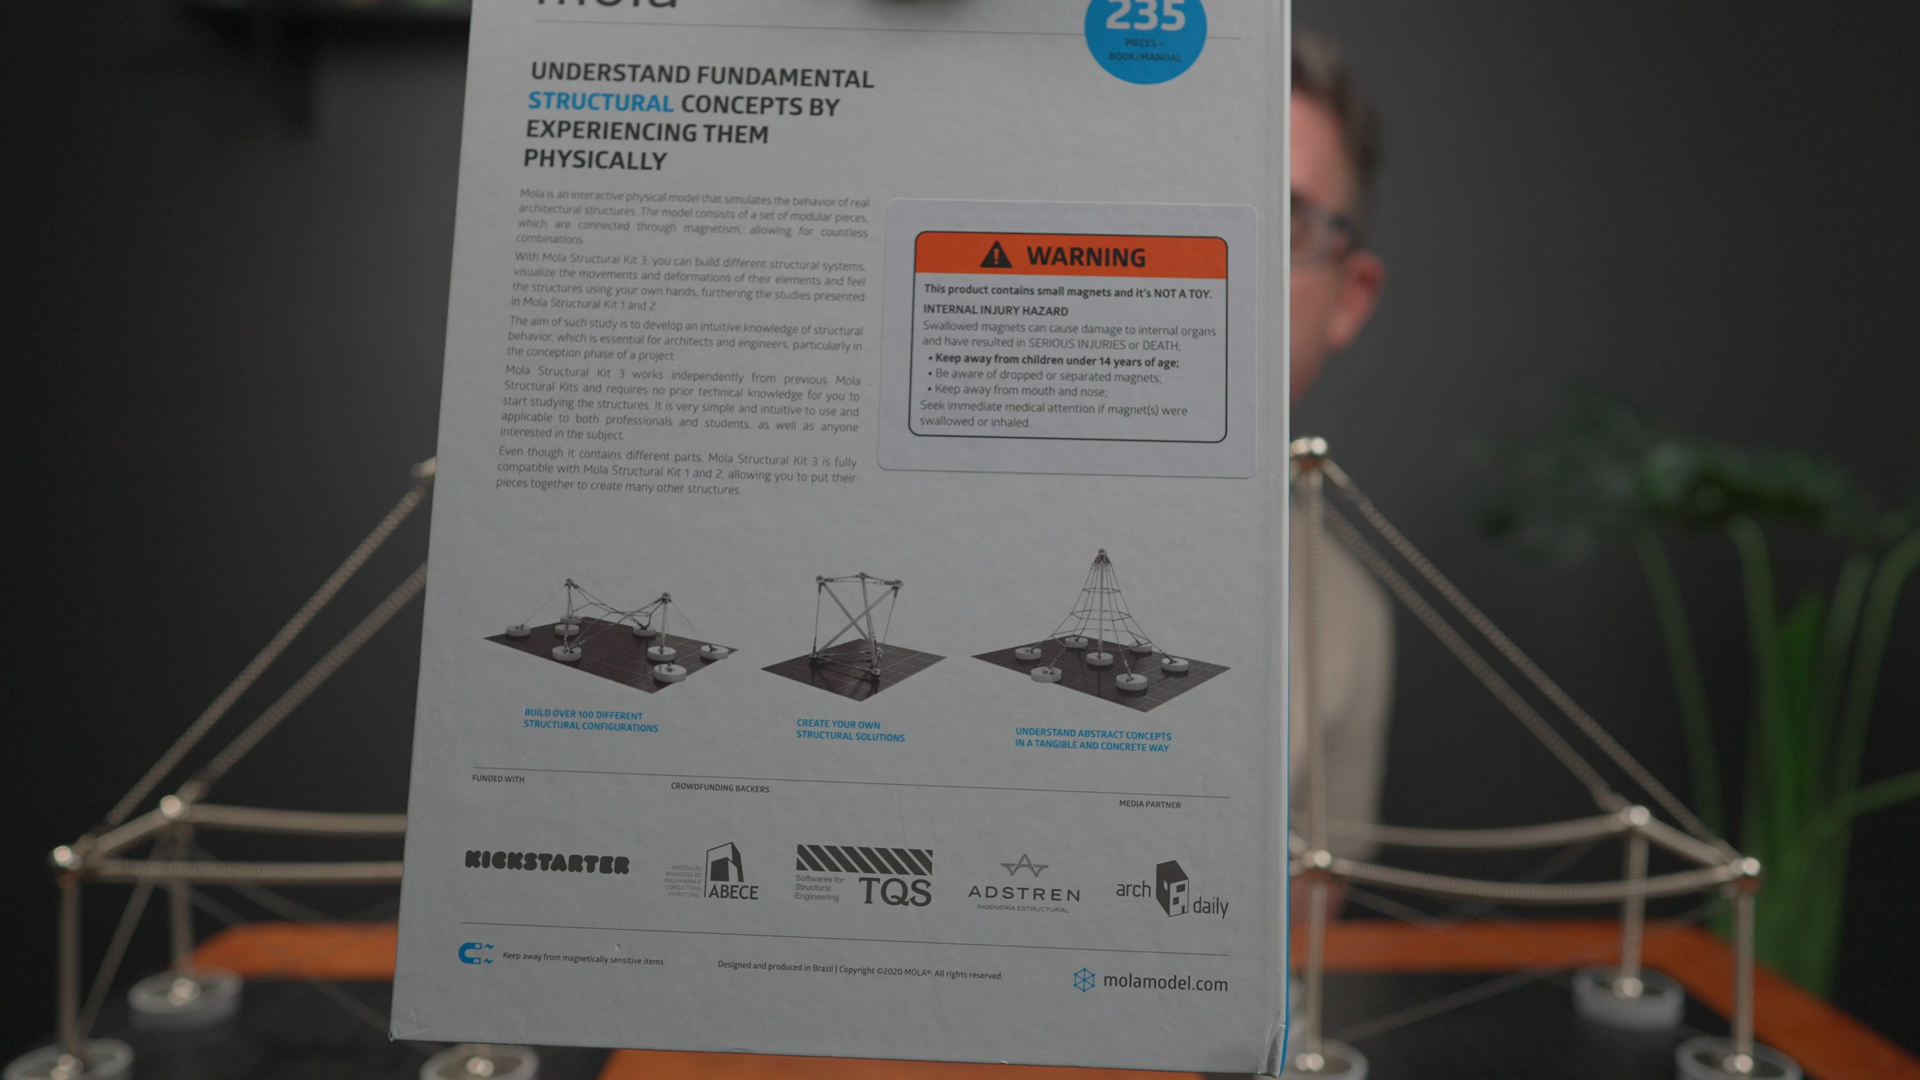 mola
235
PIECES +
BOOK/MANUAL
UNDERSTAND FUNDAMENTAL
STRUCTURAL CONCEPTS BY
EXPERIENCING THEM
PHYSICALLY
Mola is an interactive physical model that simulates the behavior of real
architectural structures. The model consists of a set of modular pieces,
which are connected through magnetism, allowing for countless
combinations.
With Mola Structural Kit 3, you can build different structural systems,
visualize the movements and deformations of their elements and feel
the structures using your own hands, furthering the studies presented
in Mola Structural Kit 1 and 2.
The aim of such study is to develop an intuitive knowledge of structural
behavior, which is essential for architects and engineers, particularly in
the conception phase of a project.
Mola Structural Kit 3 works independently from previous Mola
Structural Kits and requires no prior technical knowledge for you to
start studying the structures. It is very simple and intuitive to use and
applicable to both professionals and students, as well as anyone
interested in the subject.
Even though it contains different parts, Mola Structural Kit 3 is fully
compatible with Mola Structural Kit 1 and 2, allowing you to put their
pieces together to create many other structures.
WARNING
This product contains small magnets and it's NOT A TOY.
INTERNAL INJURY HAZARD
Swallowed magnets can cause damage to internal organs
and have resulted in SERIOUS INJURIES or DEATH;
• Keep away from children under 14 years of age;
• Be aware of dropped or separated magnets;
• Keep away from mouth and nose;
Seek immediate medical attention if magnet(s) were
swallowed or inhaled.
BUILD OVER 100 DIFFERENT
STRUCTURAL CONFIGURATIONS
CREATE YOUR OWN
STRUCTURAL SOLUTIONS
UNDERSTAND ABSTRACT CONCEPTS
IN A TANGIBLE AND CONCRETE WAY
FUNDED WITH
CROWDFUNDING BACKERS
MEDIA PARTNER
KICKSTARTER
ABECE
Softwares for
Structural
Engineering
TQS
ADSTREN
INGENIERÍA ESTRUCTURAL
arch
daily
Keep away from magnetically sensitive items.
Designed and produced in Brazil | Copyright ©2020 MOLA®. All rights reserved.
molamodel.com